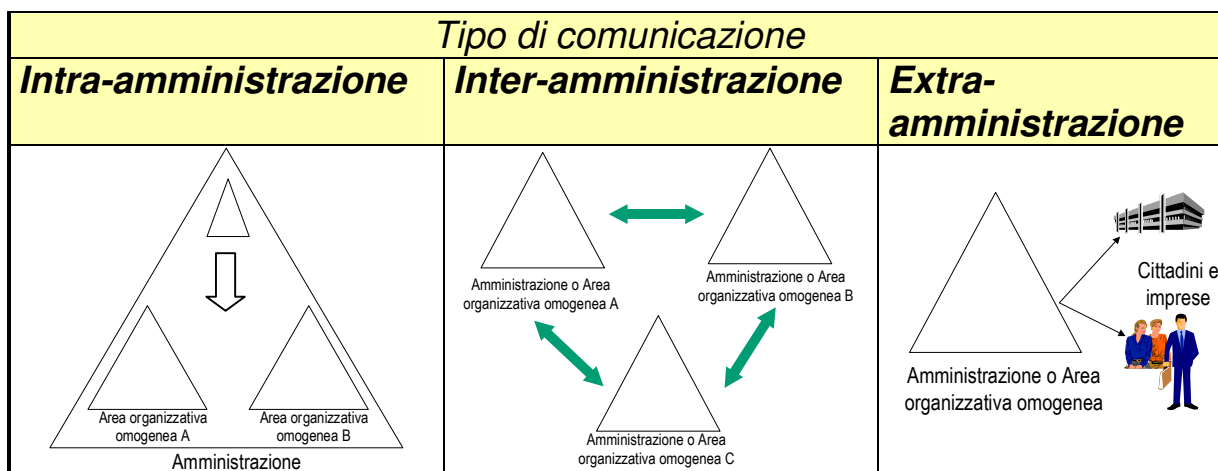 Tipo di comunicazione
Intra-amministrazione
Inter-amministrazione
Extra-
amministrazione
Area organizzativa
omogenea A
Area organizzativa
omogenea B
Amministrazione
Amministrazione o Area
organizzativa omogenea A
Amministrazione o Area
organizzativa omogenea B
Amministrazione o Area
organizzativa omogenea C
Cittadini e
imprese
Amministrazione o Area
organizzativa omogenea